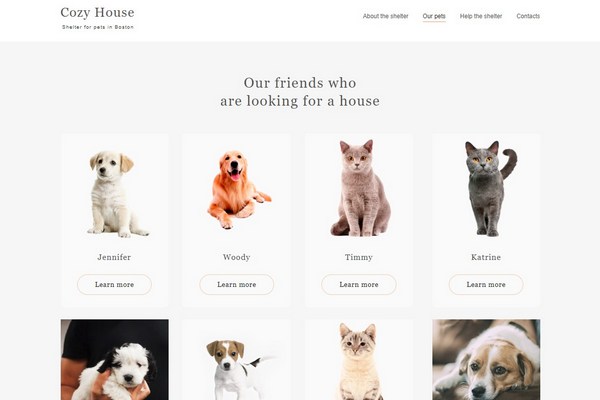 Cozy House
Shelter for pets in Boston
About the shelter
Our pets
Help the shelter
Contacts
Our friends who
are looking for a house
Jennifer
Woody
Timmy
Katrine
Learn more
Learn more
Learn more
Learn more